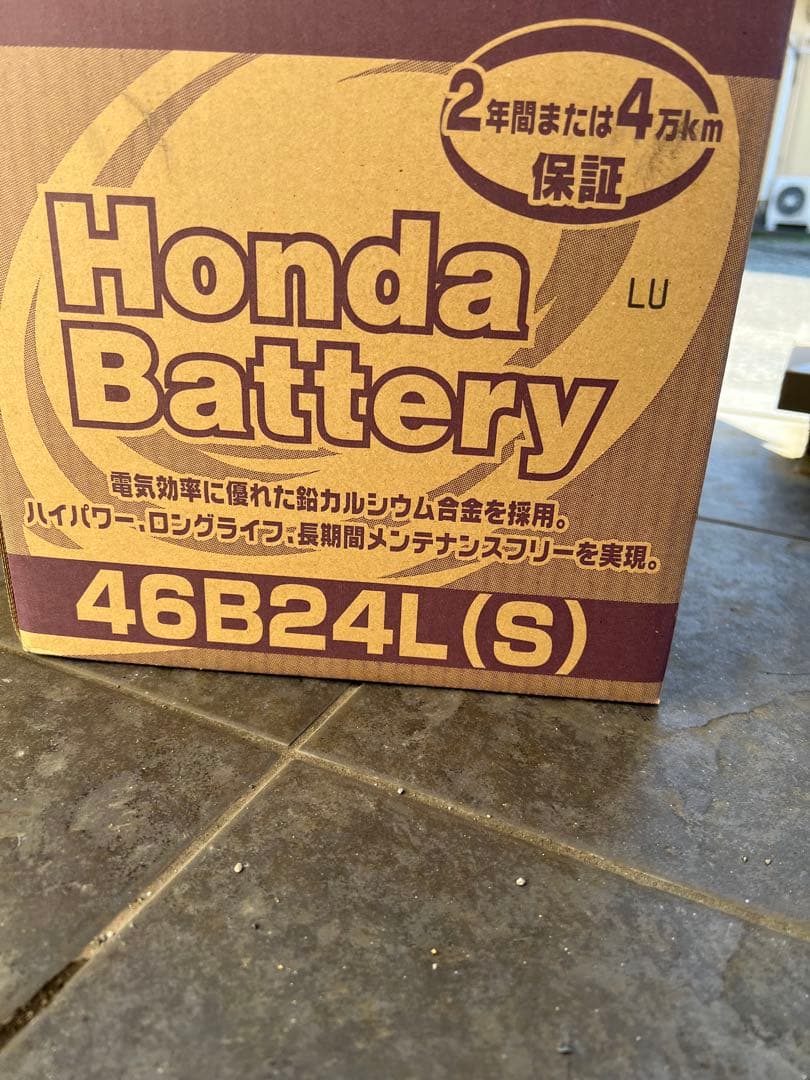 2年間または4万km
保証
Honda
LU
Battery
電気効率に優れた鉛カルシウム合金を採用。
ハイパワー、ロングライフ、長期間メンテナンスフリーを実現。
46B24L(S)